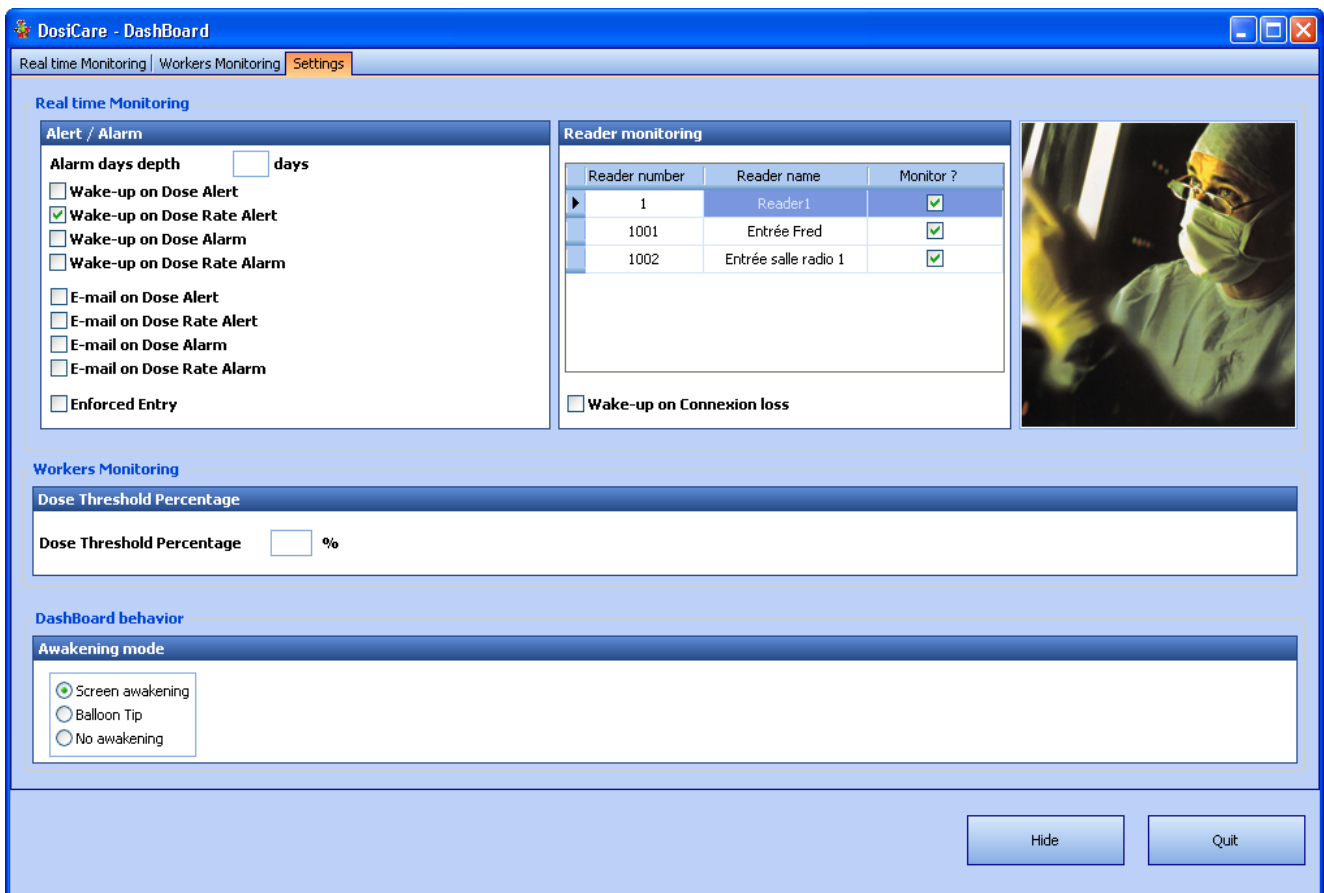 DosiCare - DashBoard
Real time Monitoring Workers Monitoring Settings
Real time Monitoring
Alert / Alarm
Alarm days depth days
Wake-up on Dose Alert
Wake-up on Dose Rate Alert
Wake-up on Dose Alarm
Wake-up on Dose Rate Alarm
E-mail on Dose Alert
E-mail on Dose Rate Alert
E-mail on Dose Alarm
E-mail on Dose Rate Alarm
Enforced Entry
Reader monitoring
Reader number Reader name Monitor ?
1 Reader1
1001 Entrée Fred
1002 Entrée salle radio 1
Wake-up on Connexion loss
Workers Monitoring
Dose Threshold Percentage
Dose Threshold Percentage %
DashBoard behavior
Awakening mode
Screen awakening
Balloon Tip
No awakening
Hide Quit